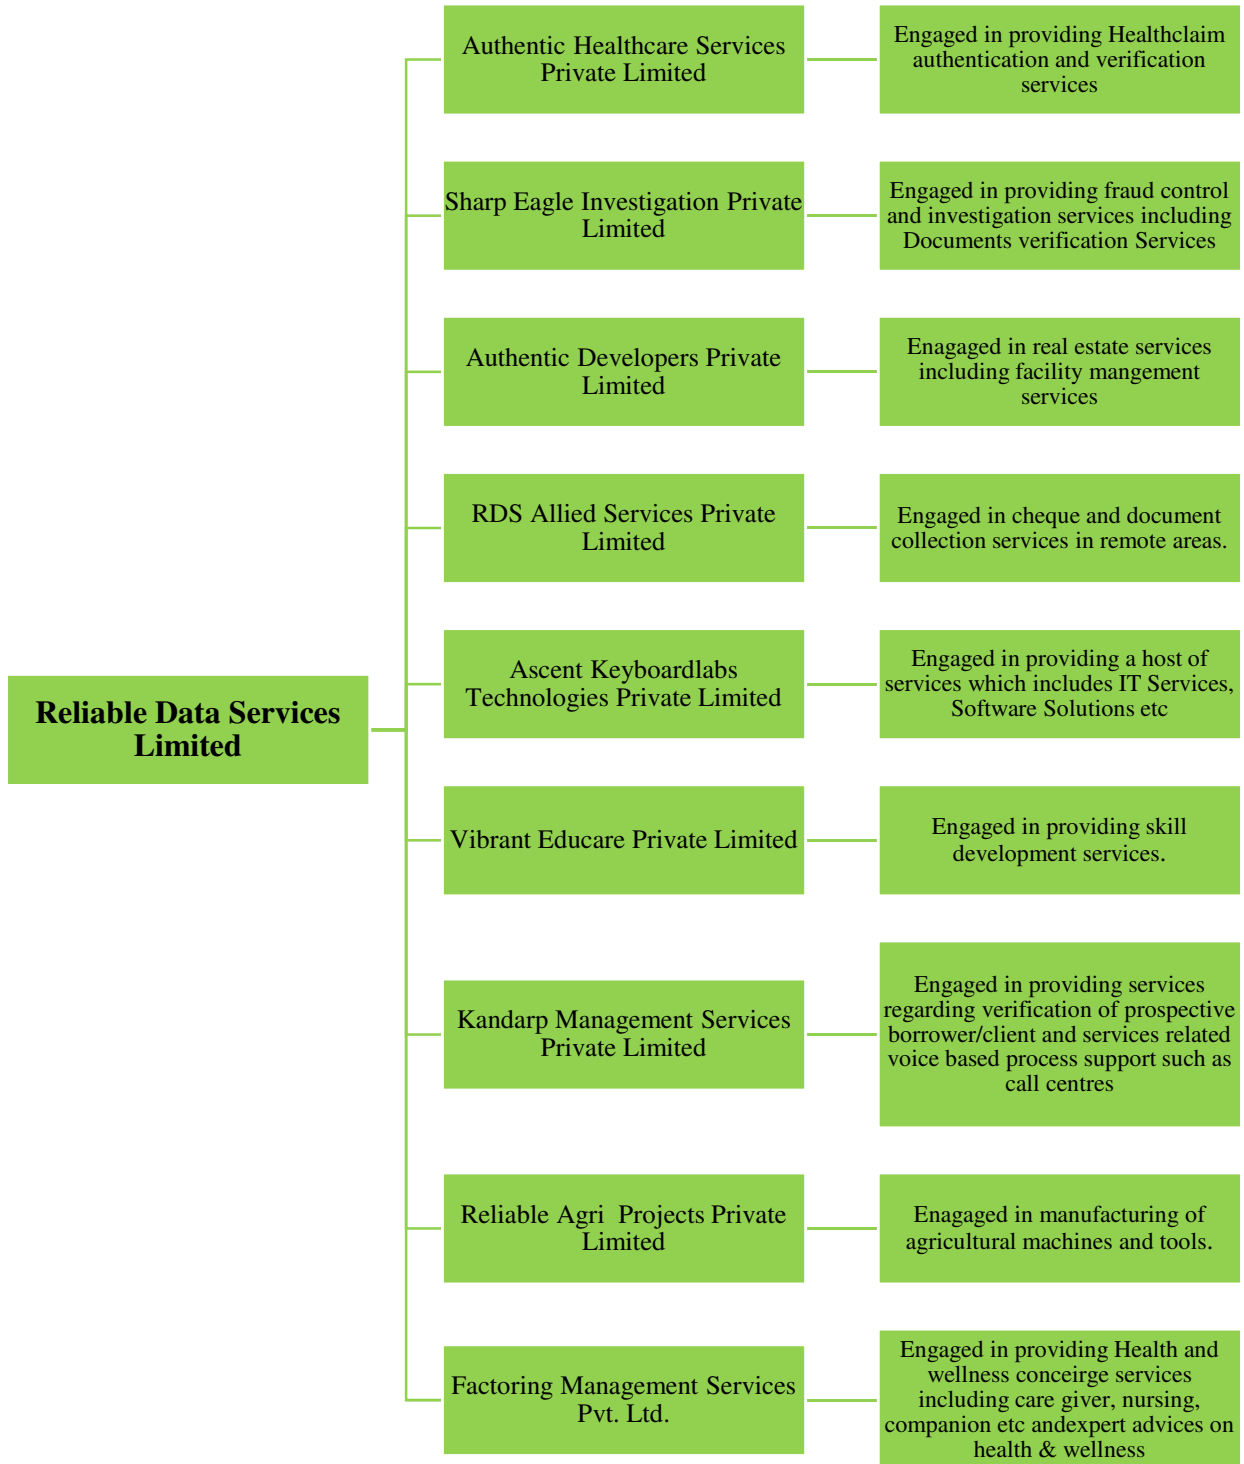 Authentic Healthcare Services
Private Limited
Engaged in providing Healthclaim
authentication and verification
services
Sharp Eagle Investigation Private
Limited
Engaged in providing fraud control
and investigation services including
Documents verification Services
Authentic Developers Private
Limited
Enagaged in real estate services
including facility mangement
services
RDS Allied Services Private
Limited
Engaged in cheque and document
collection services in remote areas.
Reliable Data Services
Limited
Ascent Keyboardlabs
Technologies Private Limited
Engaged in providing a host of
services which includes IT Services,
Software Solutions etc
Vibrant Educare Private Limited
Engaged in providing skill
development services.
Kandarp Management Services
Private Limited
Engaged in providing services
regarding verification of prospective
borrower/client and services related
voice based process support such as
call centres
Reliable Agri Projects Private
Limited
Enagaged in manufacturing of
agricultural machines and tools.
Factoring Management Services
Pvt. Ltd.
Engaged in providing Health and
wellness conceirge services
including care giver, nursing,
companion etc andexpert advices on
health & wellness